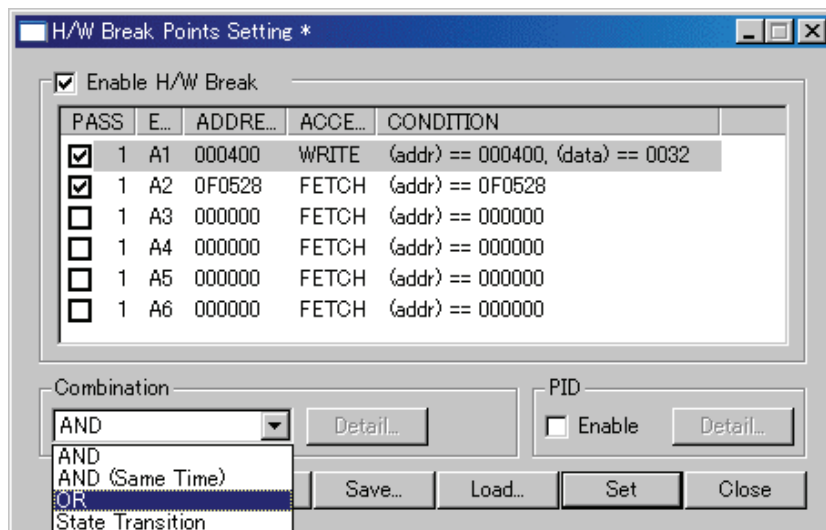 H/W Break Points Setting *
Enable H/W Break
PASS E... ADDRE... ACCE... CONDITION
1 A1 000400 WRITE (addr) == 000400, (data) == 0032
1 A2 0F0528 FETCH (addr) == 0F0528
1 A3 000000 FETCH (addr) == 000000
1 A4 000000 FETCH (addr) == 000000
1 A5 000000 FETCH (addr) == 000000
1 A6 000000 FETCH (addr) == 000000
Combination PID
AND Detail... Enable Detail...
AND
AND (Same Time)
OR
State Transition
Save... Load... Set Close